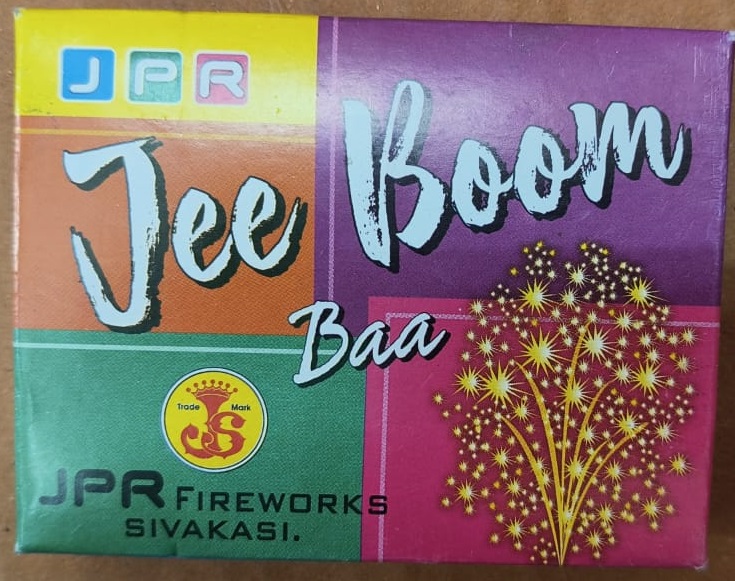 JPR
Jee Boom
Baa
Trade Mark
JS
JPR FIREWORKS
SIVAKASI.